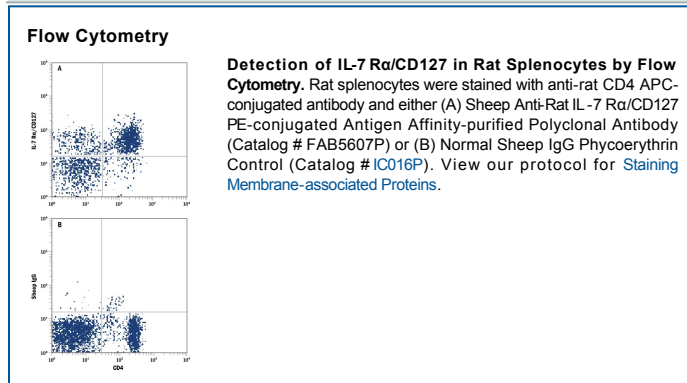 Flow Cytometry
A
IL-7 Rα/CD127
Detection of IL-7 Rα/CD127 in Rat Splenocytes by Flow
Cytometry. Rat splenocytes were stained with anti-rat CD4 APC-
conjugated antibody and either (A) Sheep Anti-Rat IL-7 Rα/CD127
PE-conjugated Antigen Affinity-purified Polyclonal Antibody
(Catalog # FAB5607P) or (B) Normal Sheep IgG Phycoerythrin
Control (Catalog # IC016P). View our protocol for Staining
Membrane-associated Proteins.
B
Sheep IgG
CD4